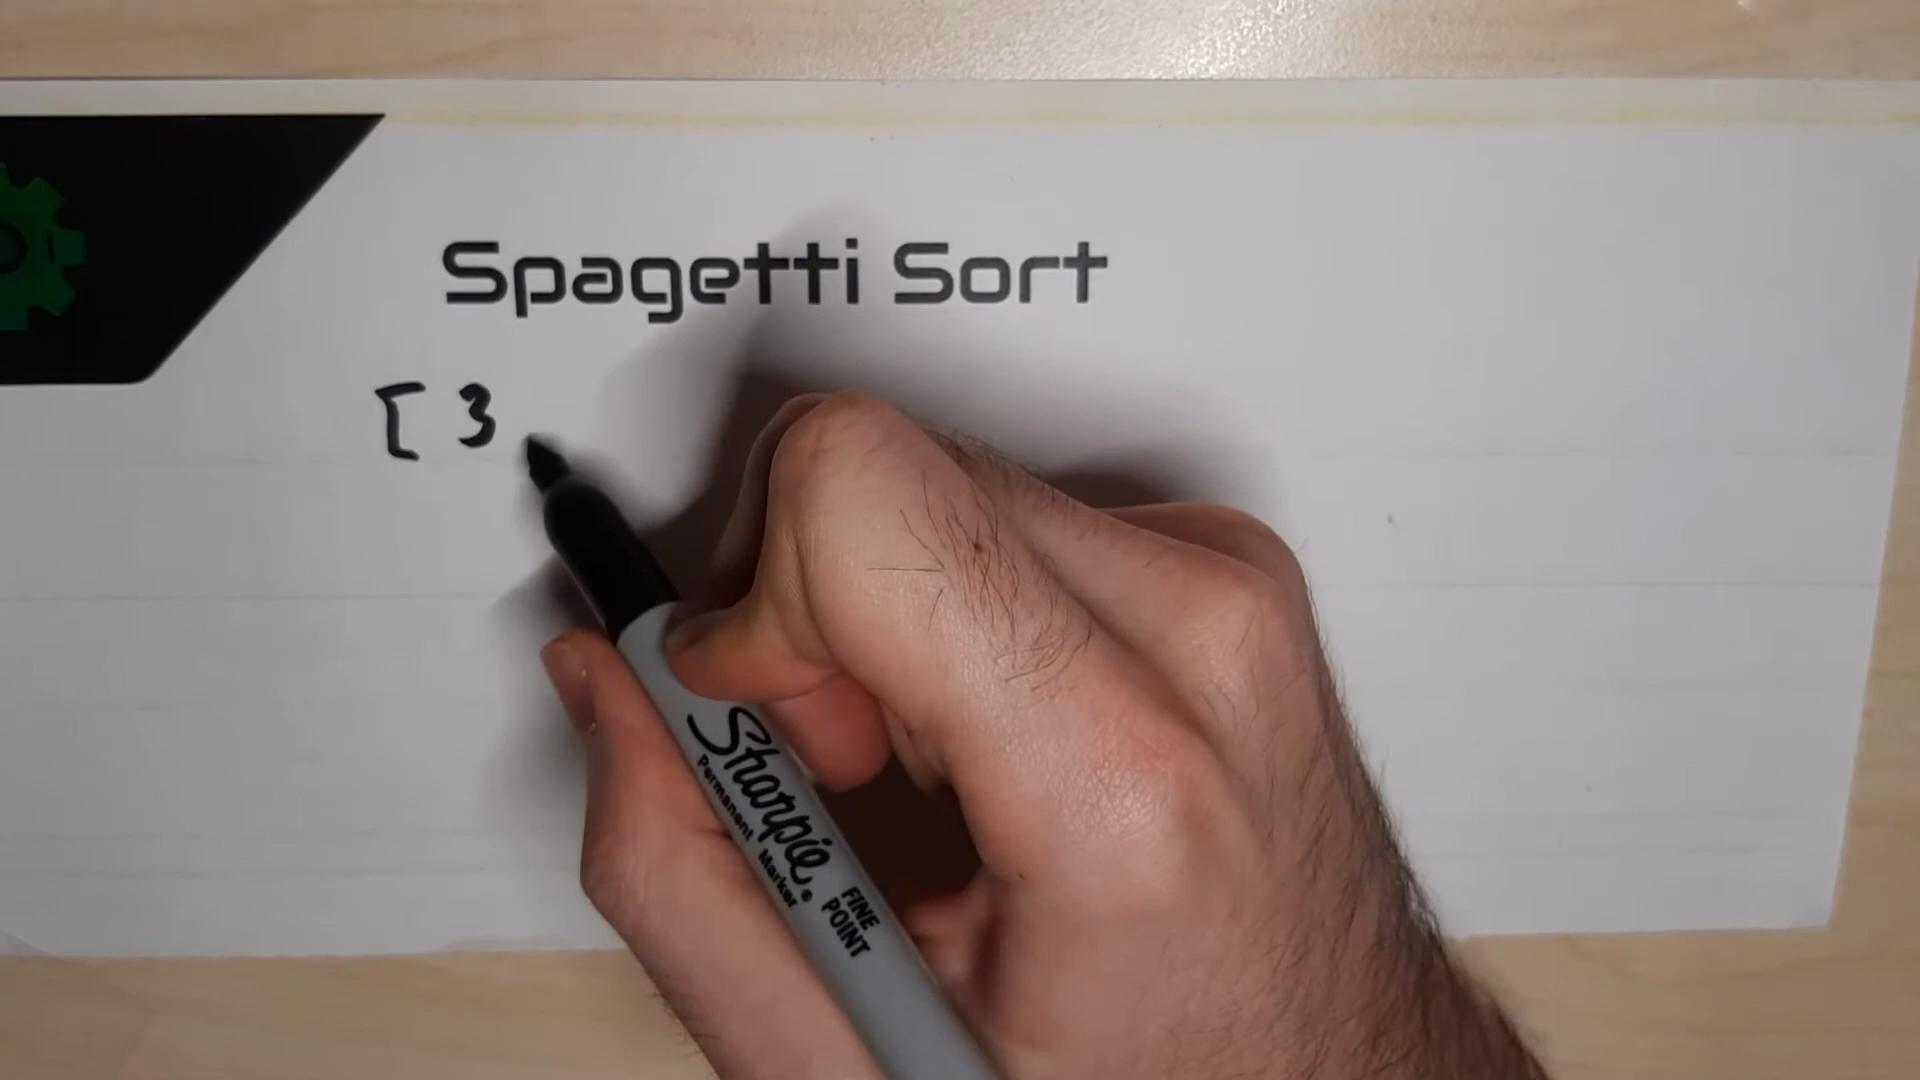 Spagetti Sort
[ 3
Sharpie®
Permanent Marker
FINE
POINT